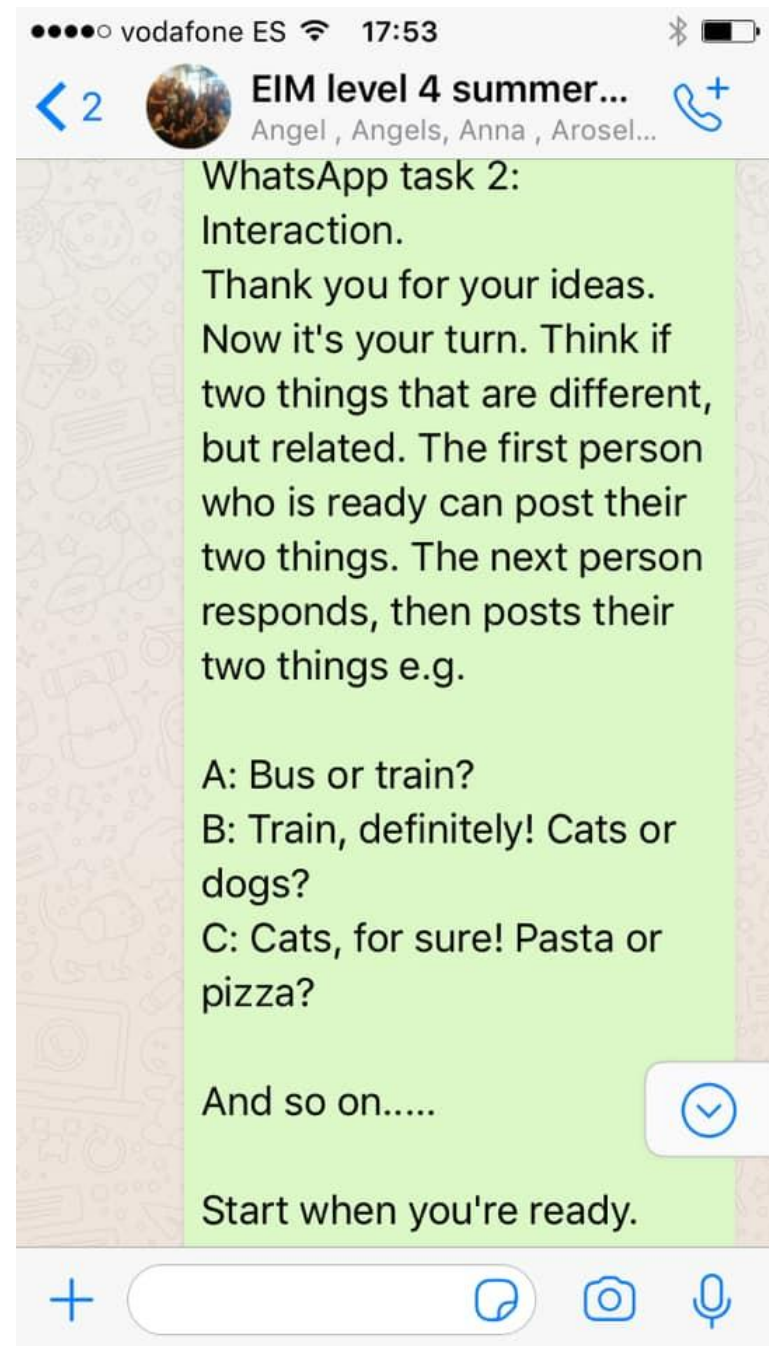 vodafone ES 17:53
2 EIM level 4 summer...
Angel , Angels, Anna , Arosel...
WhatsApp task 2:
Interaction.
Thank you for your ideas.
Now it's your turn. Think if
two things that are different,
but related. The first person
who is ready can post their
two things. The next person
responds, then posts their
two things e.g.
A: Bus or train?
B: Train, definitely! Cats or
dogs?
C: Cats, for sure! Pasta or
pizza?
And so on.....
Start when you're ready.